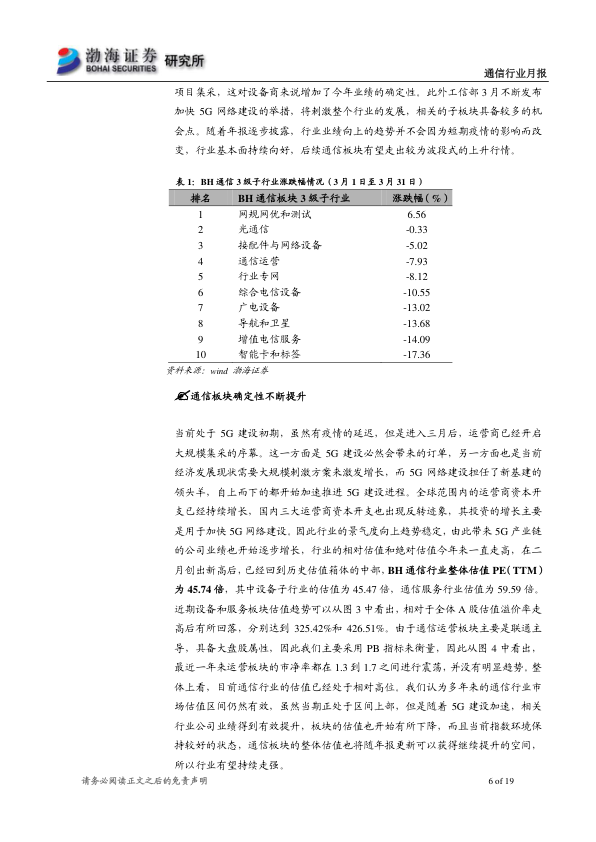 渤海证券 研究所
BOHAI SECURITIES
通信行业月报
项目集采，这对设备商来说增加了今年业绩的确定性。此外工信部 3 月不断发布
加快 5G 网络建设的举措，将刺激整个行业的发展，相关的子板块具备较多的机
会点。随着年报逐步披露，行业业绩向上的趋势并不会因为短期疫情的影响而改
变，行业基本面持续向好，后续通信板块有望走出较为波段式的上升行情。
表 1：BH 通信 3 级子行业涨跌幅情况（3 月 1 日至 3 月 31 日）
排名 BH 通信板块 3 级子行业 涨跌幅（%）
1 网规网优和测试 6.56
2 光通信 -0.33
3 接配件与网络设备 -5.02
4 通信运营 -7.93
5 行业专网 -8.12
6 综合电信设备 -10.55
7 广电设备 -13.02
8 导航和卫星 -13.68
9 增值电信服务 -14.09
10 智能卡和标签 -17.36
资料来源：wind 渤海证券
通信板块确定性不断提升
当前处于 5G 建设初期，虽然有疫情的延迟，但是进入三月后，运营商已经开启
大规模集采的序幕。这一方面是 5G 建设必然会带来的订单，另一方面也是当前
经济发展现状需要大规模刺激方案来激发增长，而 5G 网络建设担任了新基建的
领头羊，自上而下的都开始加速推进 5G 建设进程。全球范围内的运营商资本开
支已经持续增长，国内三大运营商资本开支也出现反转迹象，其投资的增长主要
是用于加快 5G 网络建设。因此行业的景气度向上趋势稳定，由此带来 5G 产业链
的公司业绩也开始逐步增长，行业的相对估值和绝对估值今年来一直走高，在二
月创出新高后，已经回到历史估值箱体的中部，BH 通信行业整体估值 PE（TTM）
为 45.74 倍，其中设备子行业的估值为 45.47 倍，通信服务行业估值为 59.59 倍。
近期设备和服务板块估值趋势可以从图 3 中看出，相对于全体 A 股估值溢价率走
高后有所回落，分别达到 325.42%和 426.51%。由于通信运营板块主要是联通主
导，具备大盘股属性，因此我们主要采用 PB 指标来衡量，因此从图 4 中看出，
最近一年来运营板块的市净率都在 1.3 到 1.7 之间进行震荡，并没有明显趋势。整
体上看，目前通信行业的估值已经处于相对高位。我们认为多年来的通信行业市
场估值区间仍然有效，虽然当期正处于区间上部，但是随着 5G 建设加速，相关
行业公司业绩得到有效提升，板块的估值也开始有所下降，而且当前指数环境保
持较好的状态，通信板块的整体估值也将随年报更新可以获得继续提升的空间，
所以行业有望持续走强。
请务必阅读正文之后的免责声明 6 of 19